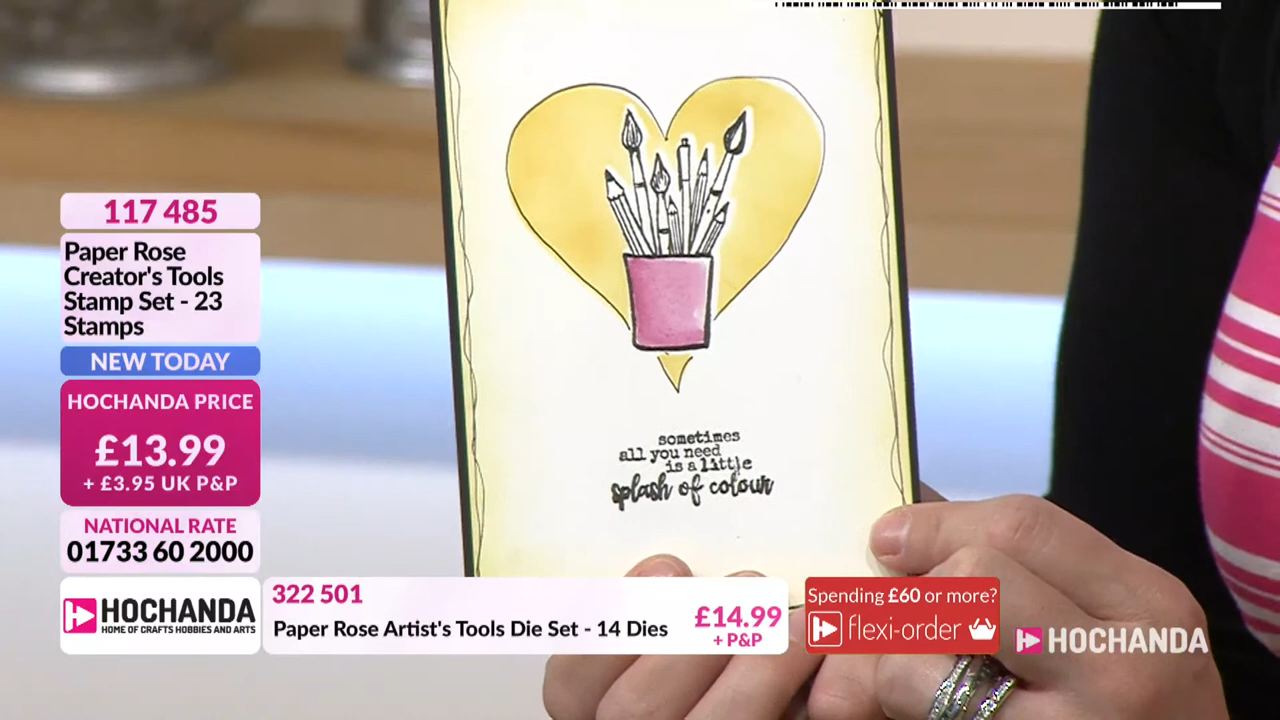 117 485
Paper Rose
Creator's Tools
Stamp Set - 23
Stamps
NEW TODAY
HOCHANDA PRICE
£13.99
+ £3.95 UK P&P
NATIONAL RATE
01733 60 2000
HOCHANDA
HOME OF CRAFTS HOBBIES AND ARTS
322 501
Paper Rose Artist's Tools Die Set - 14 Dies
£14.99
+ P&P
Spending £60 or more?
flexi-order
HOCHANDA
sometimes
all you need
is a little
splash of colour